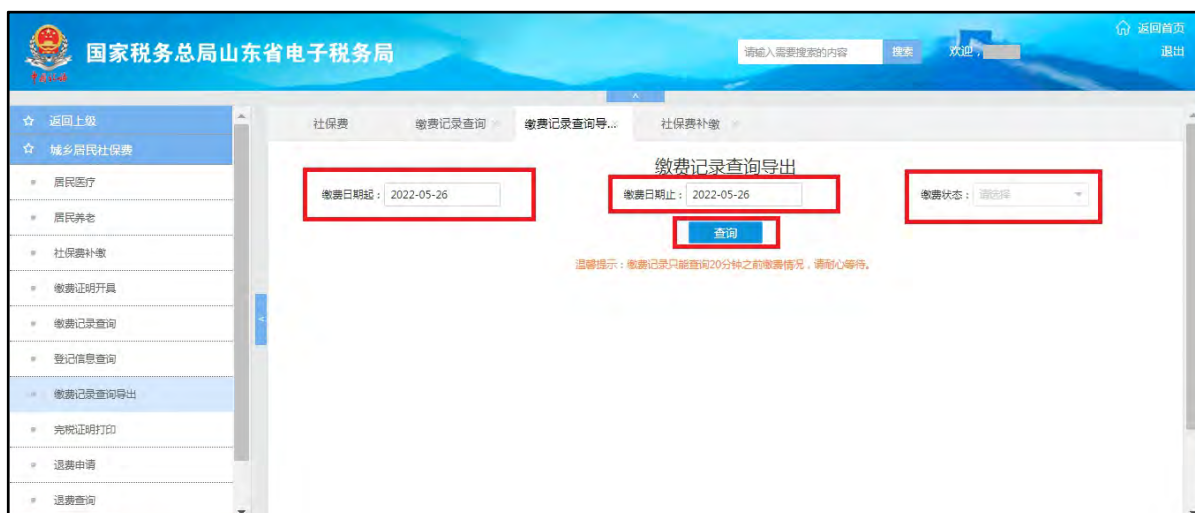 返回首页
国家税务总局山东省电子税务局
请输入需要搜索的内容 搜索 欢迎， 退出
返回上级
城乡居民社保费
居民医疗
居民养老
社保费补缴
缴费证明开具
缴费记录查询
登记信息查询
缴费记录查询导出
完税证明打印
退费申请
退费查询
社保费 缴费记录查询 缴费记录查询导... 社保费补缴
缴费记录查询导出
缴费日期起： 2022-05-26 缴费日期止： 2022-05-26 缴费状态： 请选择
查询
温馨提示：缴费记录只能查询20分钟之前缴费情况，请耐心等待。